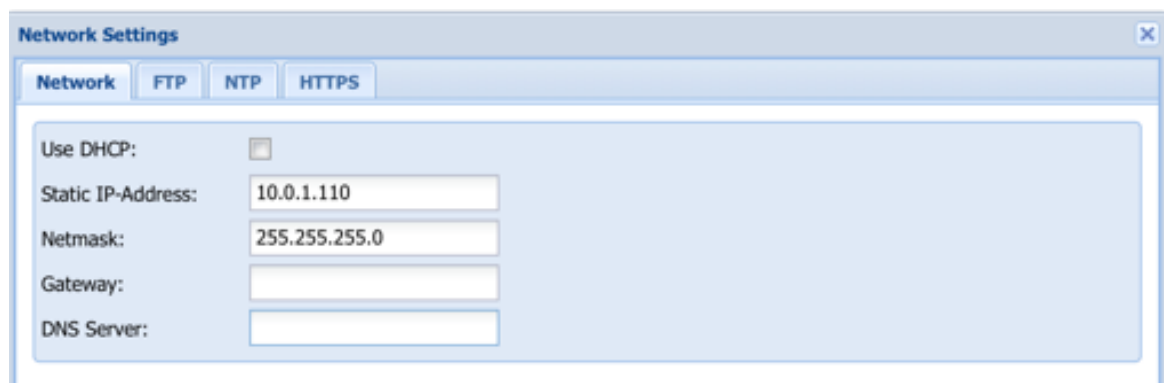 Network Settings
Network FTP NTP HTTPS
Use DHCP:
Static IP-Address: 10.0.1.110
Netmask: 255.255.255.0
Gateway:
DNS Server: